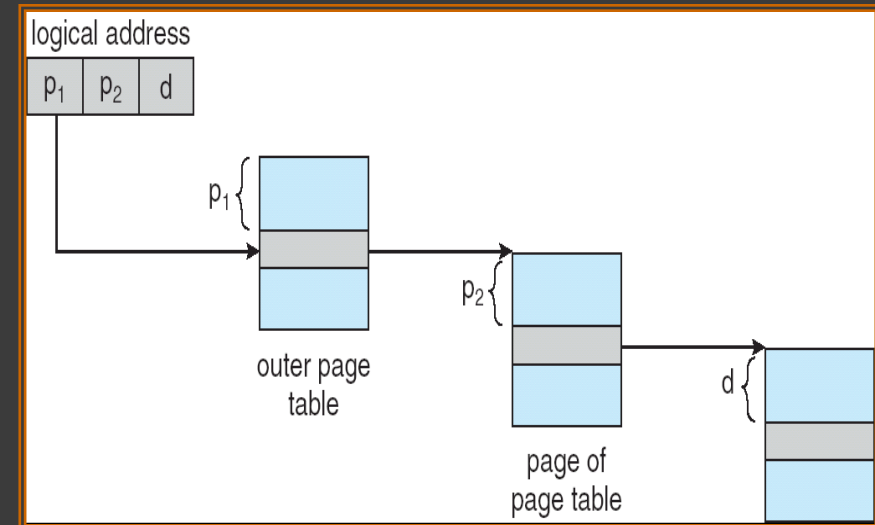 logical address
p₁ p₂ d
p₁
outer page
table
p₂
page of
page table
d